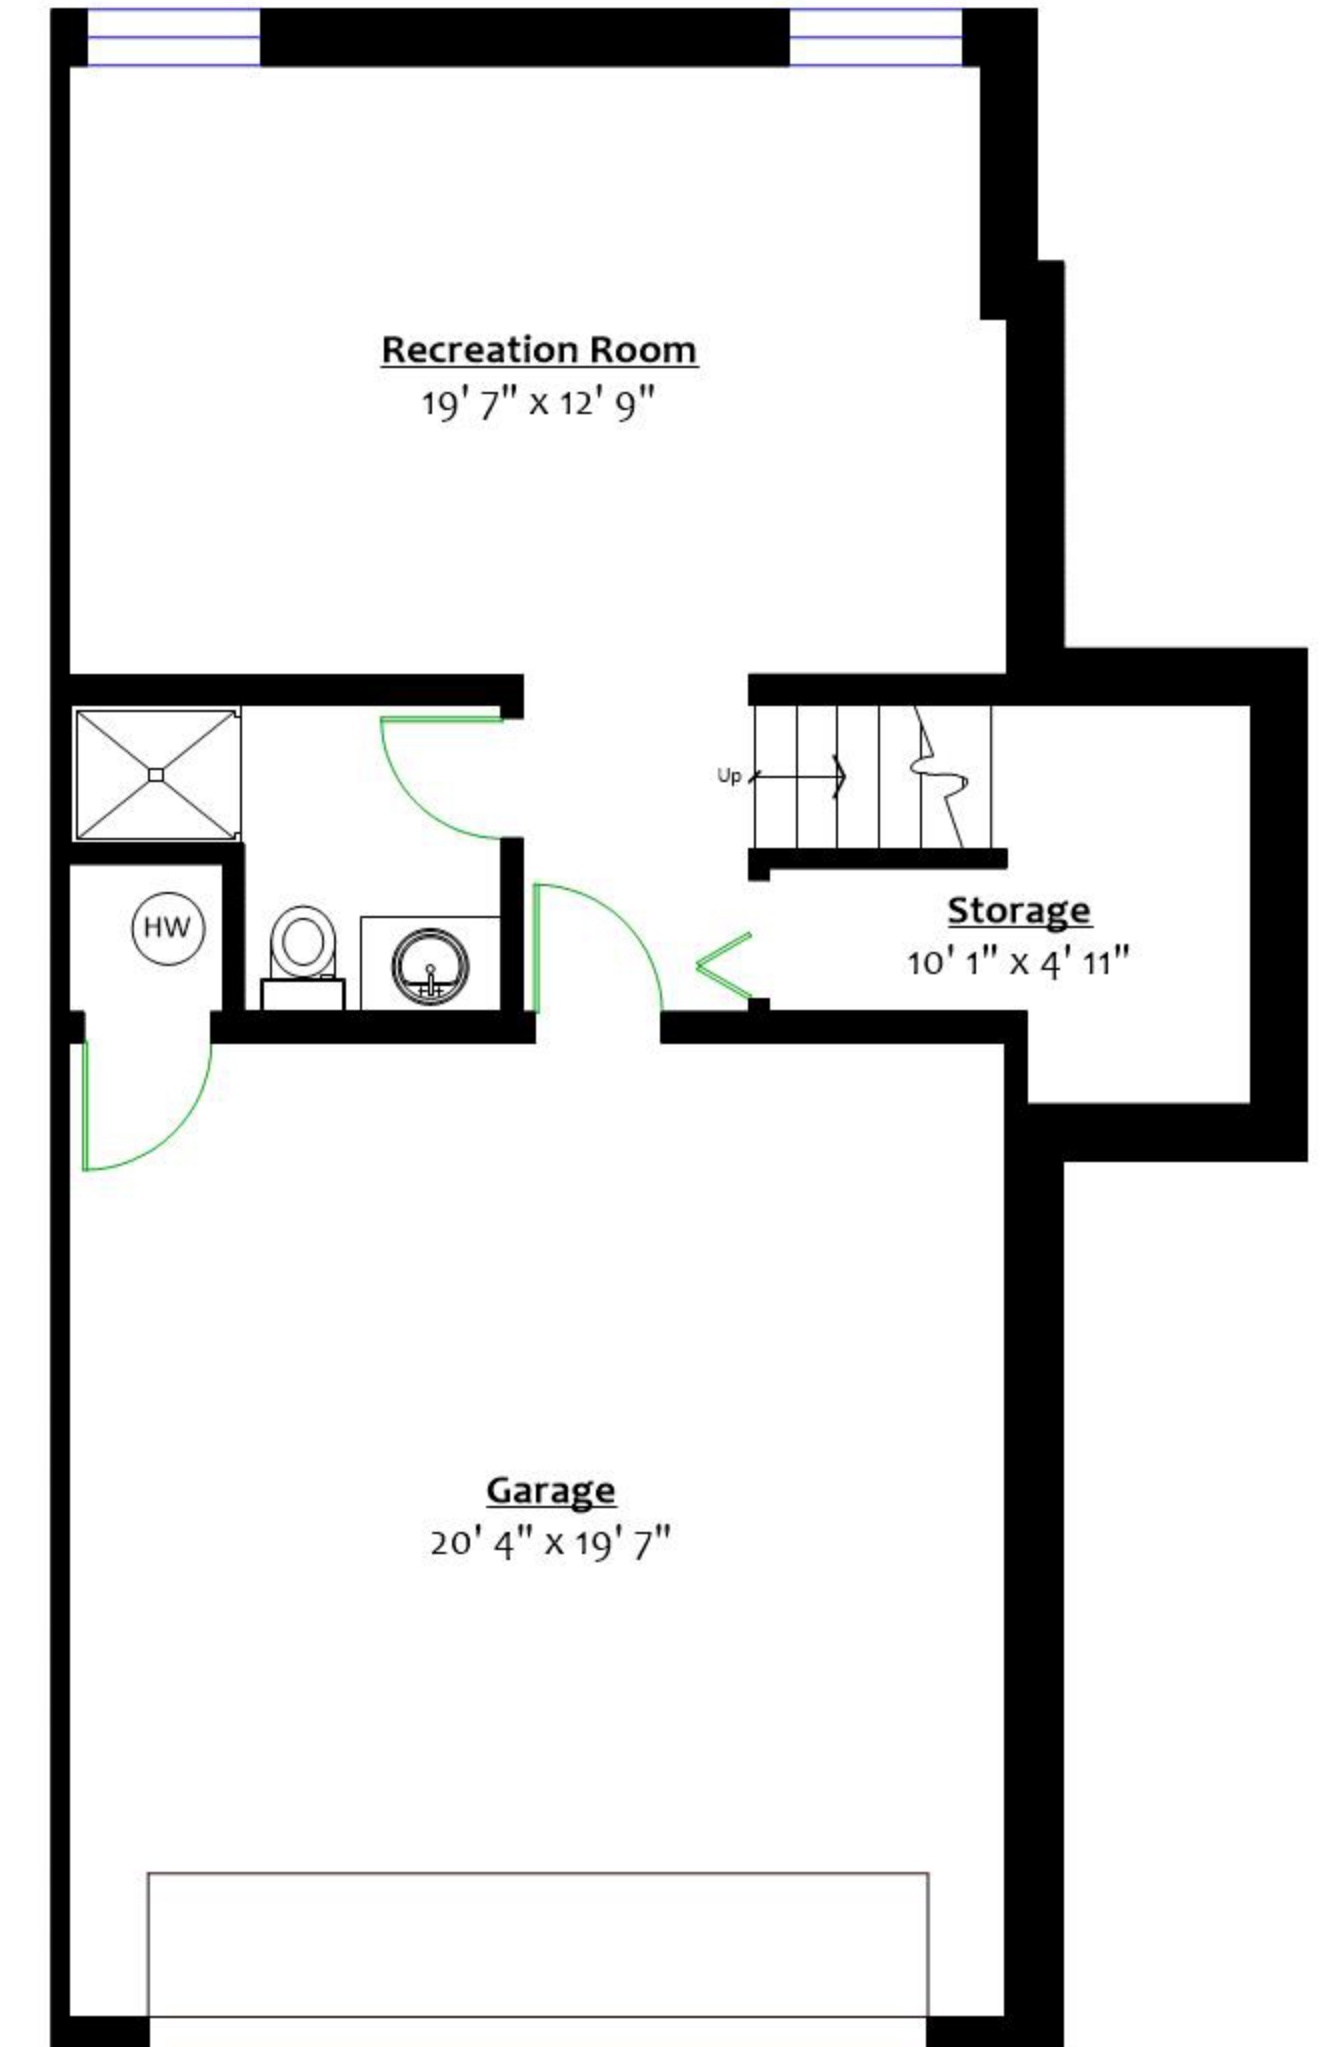 Recreation Room
19' 7" x 12' 9"
Up
HW
Storage
10' 1" x 4' 11"
Garage
20' 4" x 19' 7"